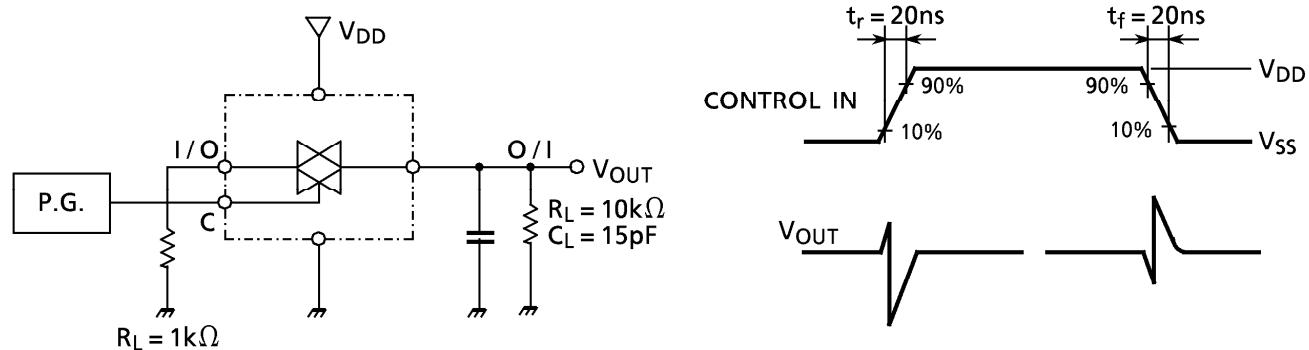 V_DD
I/O
O/I
V_OUT
P.G.
C
R_L = 10kΩ
C_L = 15pF
R_L = 1kΩ
t_r = 20ns
t_f = 20ns
CONTROL IN
90%
10%
90%
10%
V_DD
V_SS
V_OUT